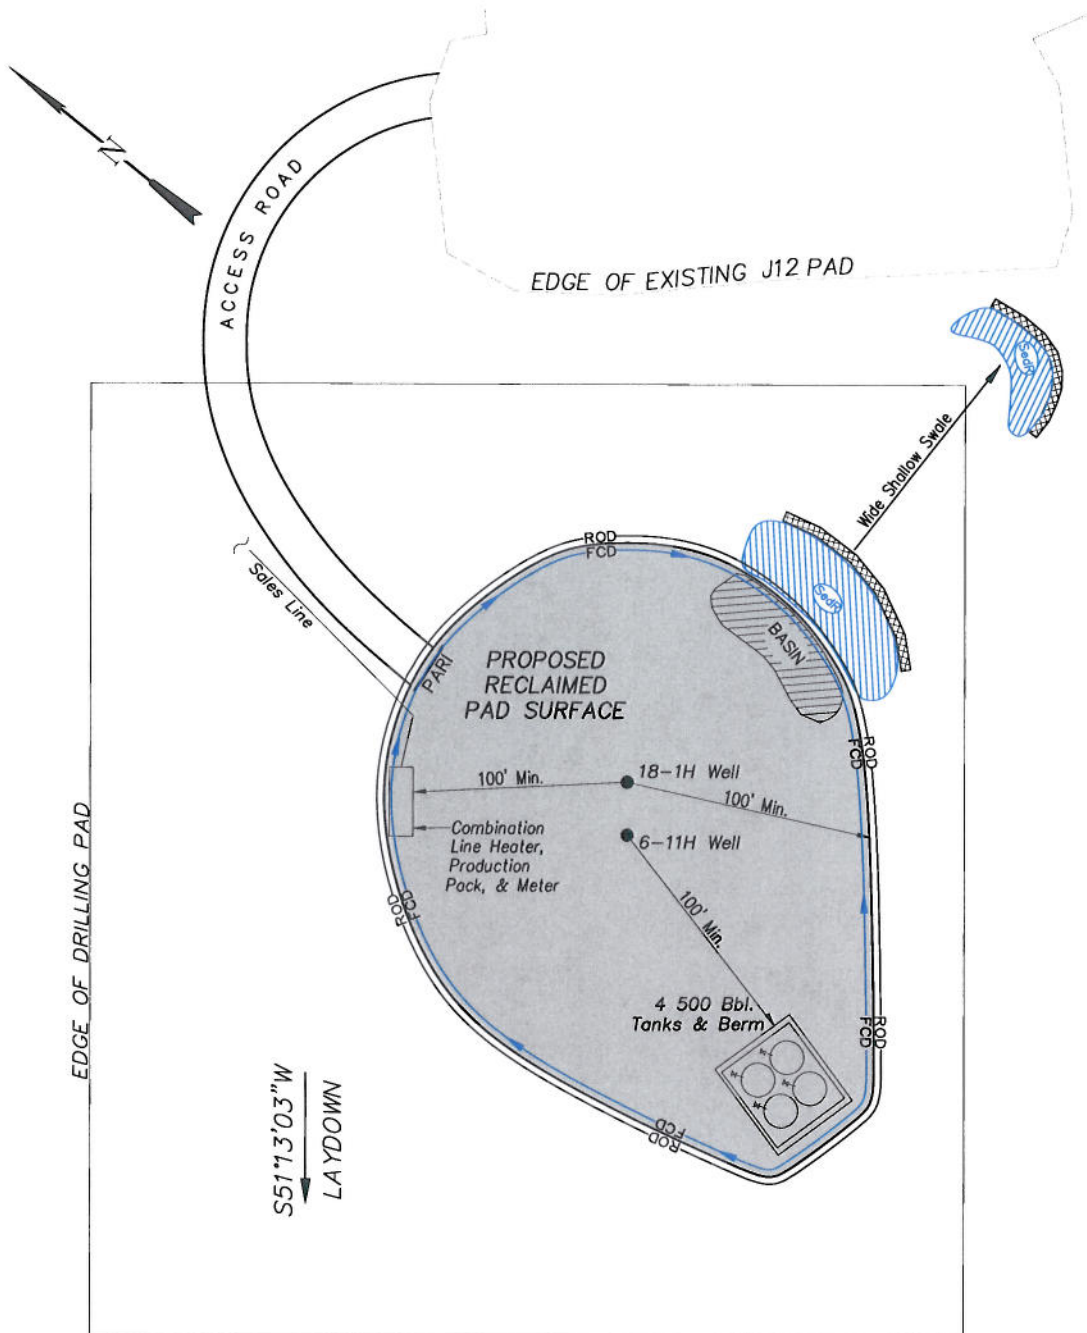 N
ACCESS ROAD
EDGE OF EXISTING J12 PAD
SedR
Wide Shallow Swale
Sales Line
ROD
FCD
SedR
BASIN
PARI
PROPOSED
RECLAIMED
PAD SURFACE
ROD
FCD
18-1H Well
100' Min.
100' Min.
Combination
Line Heater,
Production
Pack, & Meter
6-11H Well
EDGE OF DRILLING PAD
ROD
FCD
100' Min.
4 500 Bbl.
Tanks & Berm
ROD
FCD
S51°13'03"W
LAYDOWN
FCD
ROD